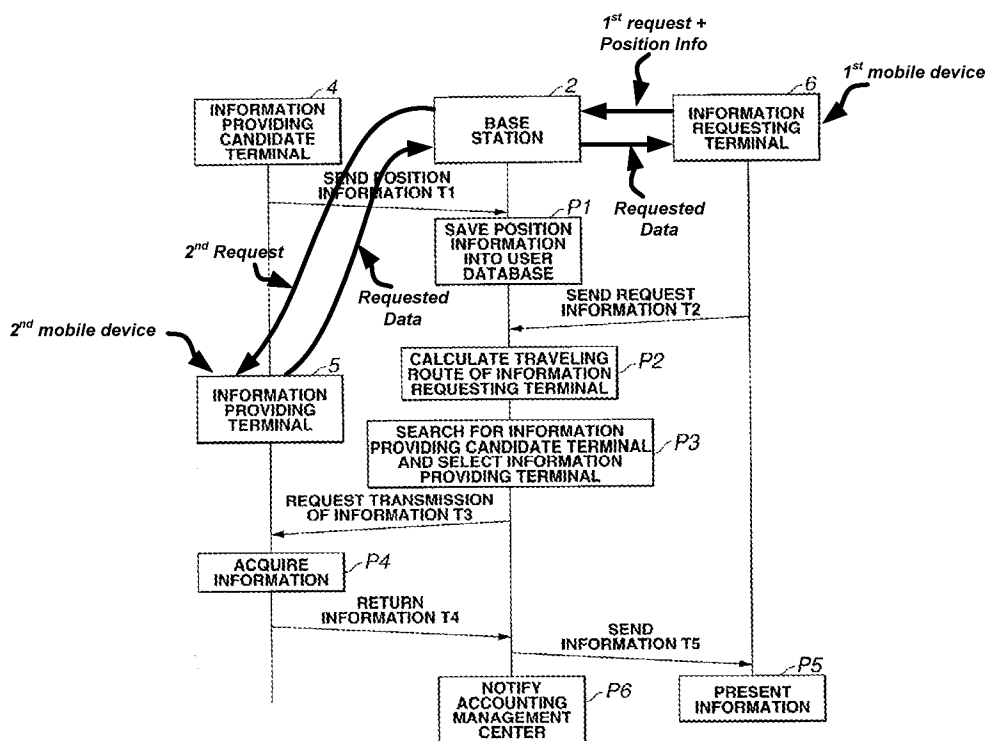 1st request +
Position Info
1st mobile device
4
2
6
INFORMATION
PROVIDING
CANDIDATE
TERMINAL
BASE
STATION
INFORMATION
REQUESTING
TERMINAL
SEND POSITION
INFORMATION T1
P1
Requested
Data
SAVE POSITION
INFORMATION
INTO USER
DATABASE
2nd Request
Requested
Data
SEND REQUEST
INFORMATION T2
2nd mobile device
5
CALCULATE TRAVELING
ROUTE OF INFORMATION
REQUESTING TERMINAL
P2
INFORMATION
PROVIDING
TERMINAL
SEARCH FOR INFORMATION
PROVIDING CANDIDATE TERMINAL
AND SELECT INFORMATION
PROVIDING TERMINAL
P3
REQUEST TRANSMISSION
OF INFORMATION T3
ACQUIRE
INFORMATION
P4
RETURN
INFORMATION T4
SEND
INFORMATION T5
P5
NOTIFY
ACCOUNTING
MANAGEMENT
CENTER
P6
PRESENT
INFORMATION